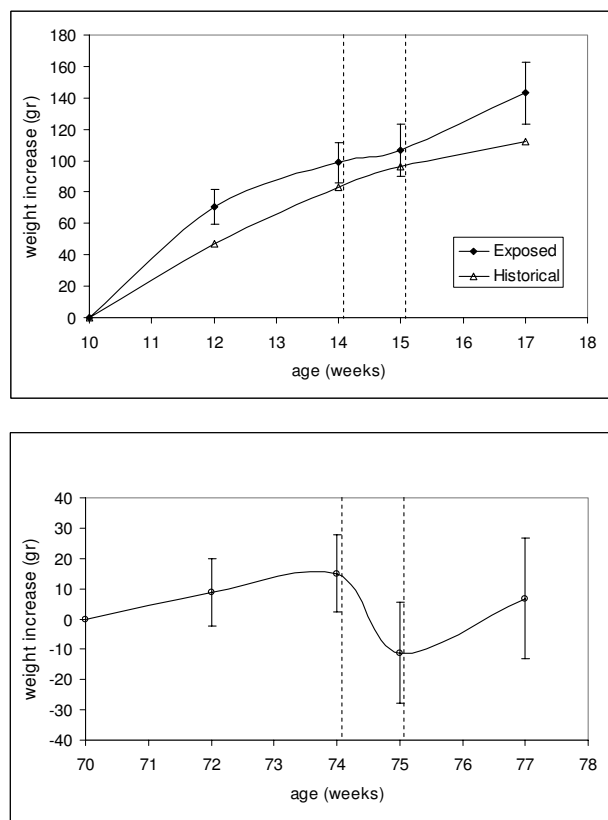 180
160
140
120
100
80
60
40
20
0
weight increase (gr)
Exposed
Historical
10 11 12 13 14 15 16 17 18
age (weeks)
40
30
20
10
0
-10
-20
-30
-40
weight increase (gr)
70 71 72 73 74 75 76 77 78
age (weeks)